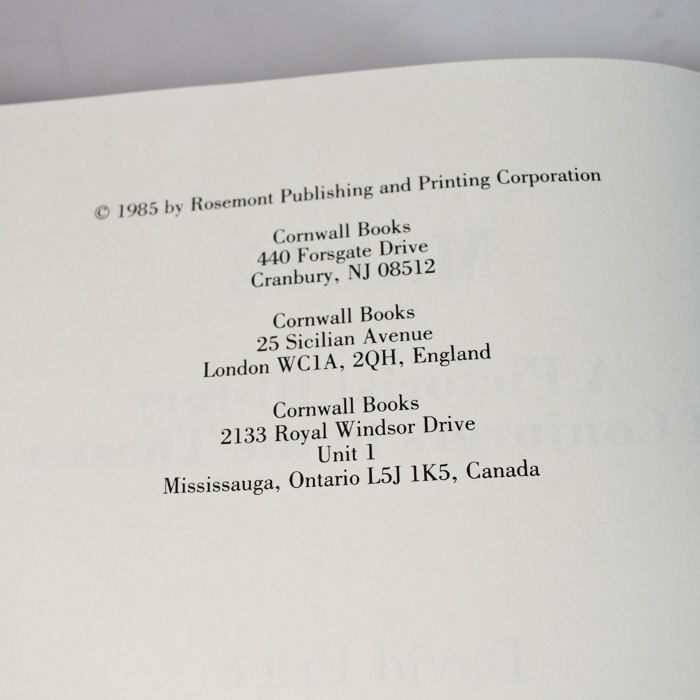 © 1985 by Rosemont Publishing and Printing Corporation
Cornwall Books
440 Forsgate Drive
Cranbury, NJ 08512
Cornwall Books
25 Sicilian Avenue
London WC1A, 2QH, England
Cornwall Books
2133 Royal Windsor Drive
Unit 1
Mississauga, Ontario L5J 1K5, Canada